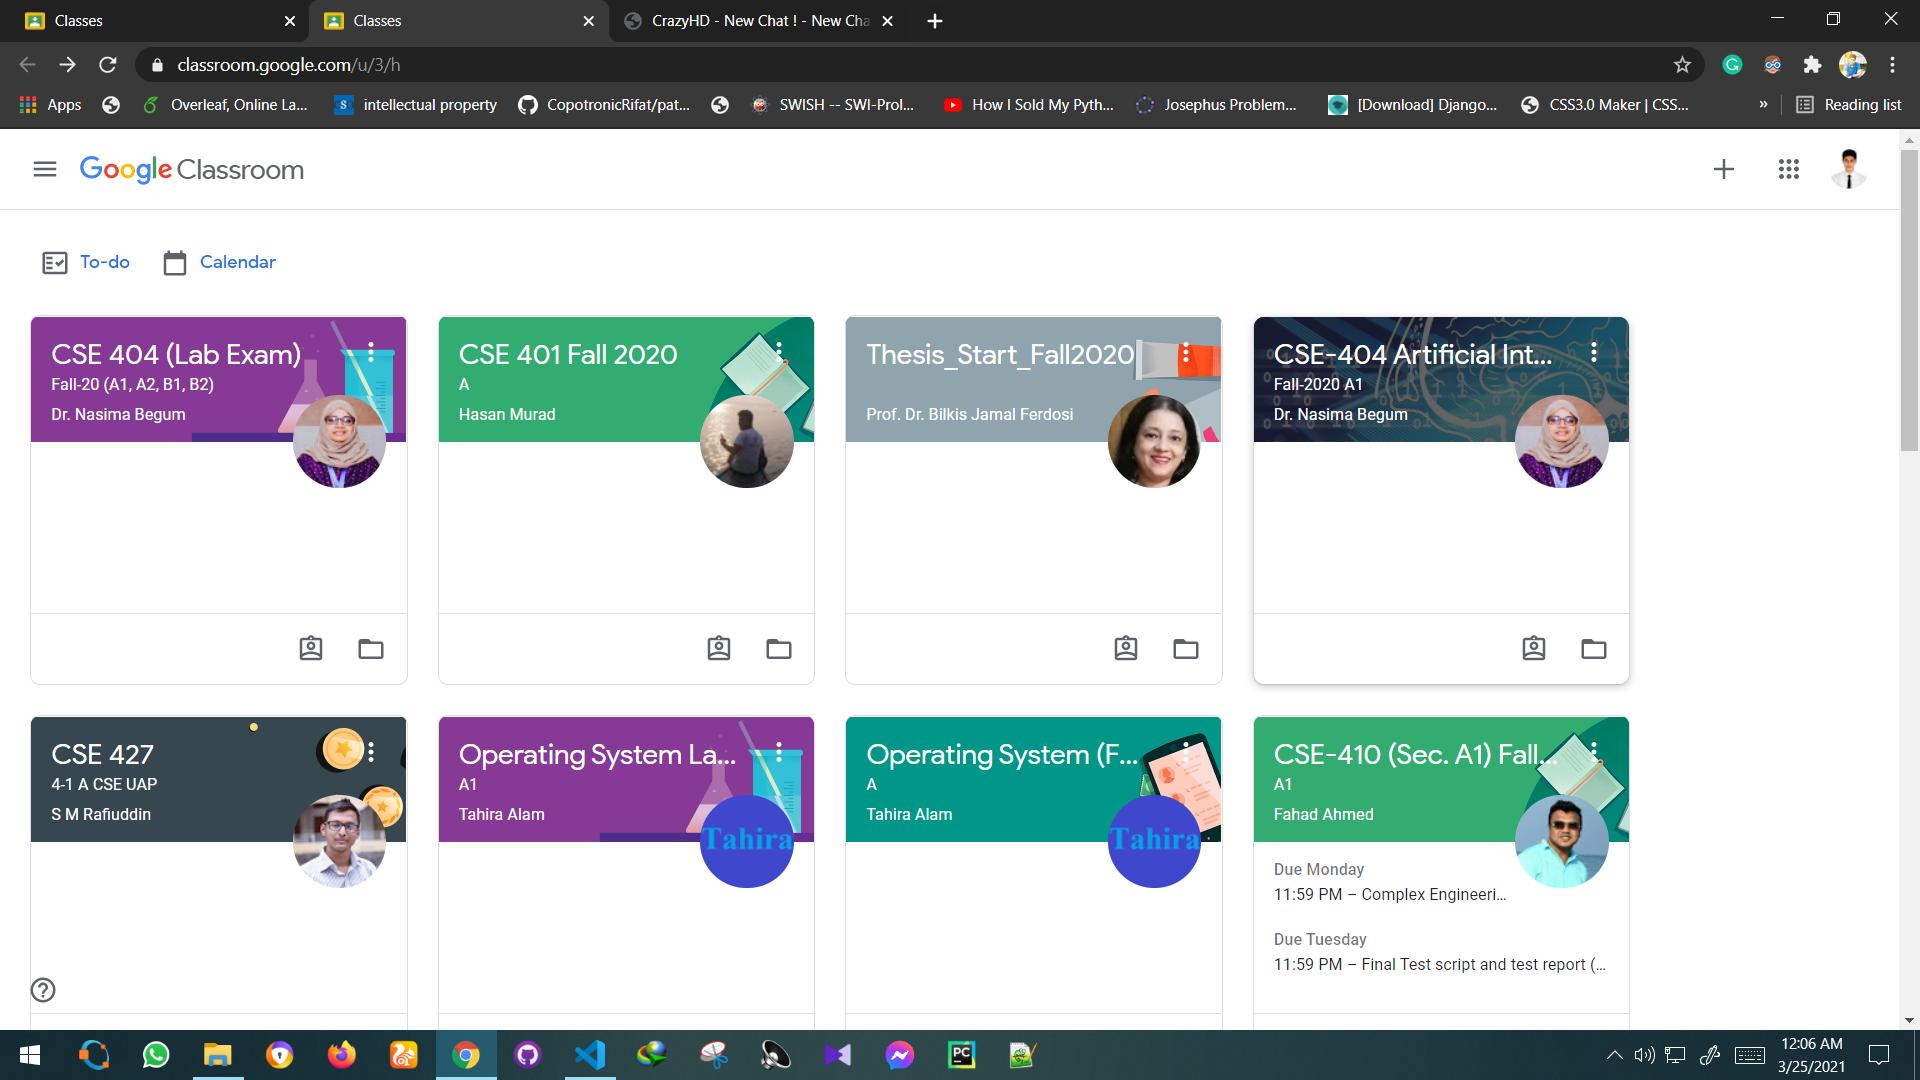 Classes
Classes
CrazyHD - New Chat ! - New Cha
classroom.google.com/u/3/h
Apps
Overleaf, Online La...
intellectual property
CopotronicRifat/pat...
SWISH -- SWI-Prol...
How I Sold My Pyth...
Josephus Problem...
[Download] Django...
CSS3.0 Maker | CSS...
»
Reading list
Google Classroom
To-do
Calendar
CSE 404 (Lab Exam)
Fall-20 (A1, A2, B1, B2)
Dr. Nasima Begum
CSE 401 Fall 2020
A
Hasan Murad
Thesis_Start_Fall2020
Prof. Dr. Bilkis Jamal Ferdosi
CSE-404 Artificial Int...
Fall-2020 A1
Dr. Nasima Begum
CSE 427
4-1 A CSE UAP
S M Rafiuddin
Operating System La...
A1
Tahira Alam
Tahira
Operating System (F...
A
Tahira Alam
Tahira
CSE-410 (Sec. A1) Fall...
A1
Fahad Ahmed
Due Monday
11:59 PM – Complex Engineeri...
Due Tuesday
11:59 PM – Final Test script and test report (...
PC
12:06 AM
3/25/2021